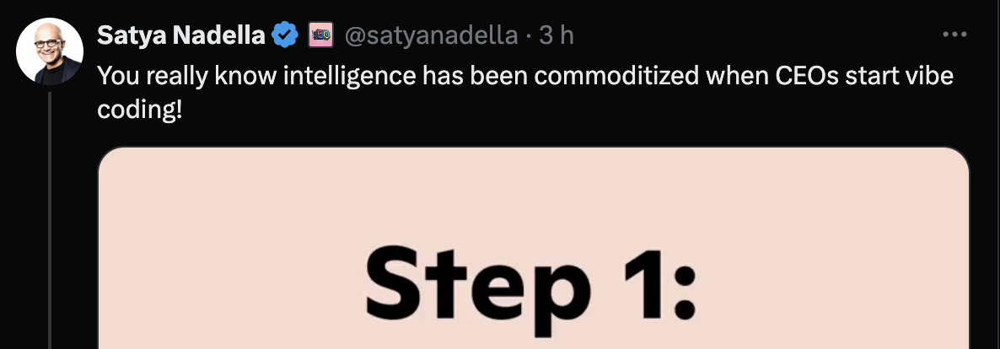 Satya Nadella @satyanadella · 3 h
You really know intelligence has been commoditized when CEOs start vibe
coding!
Step 1: